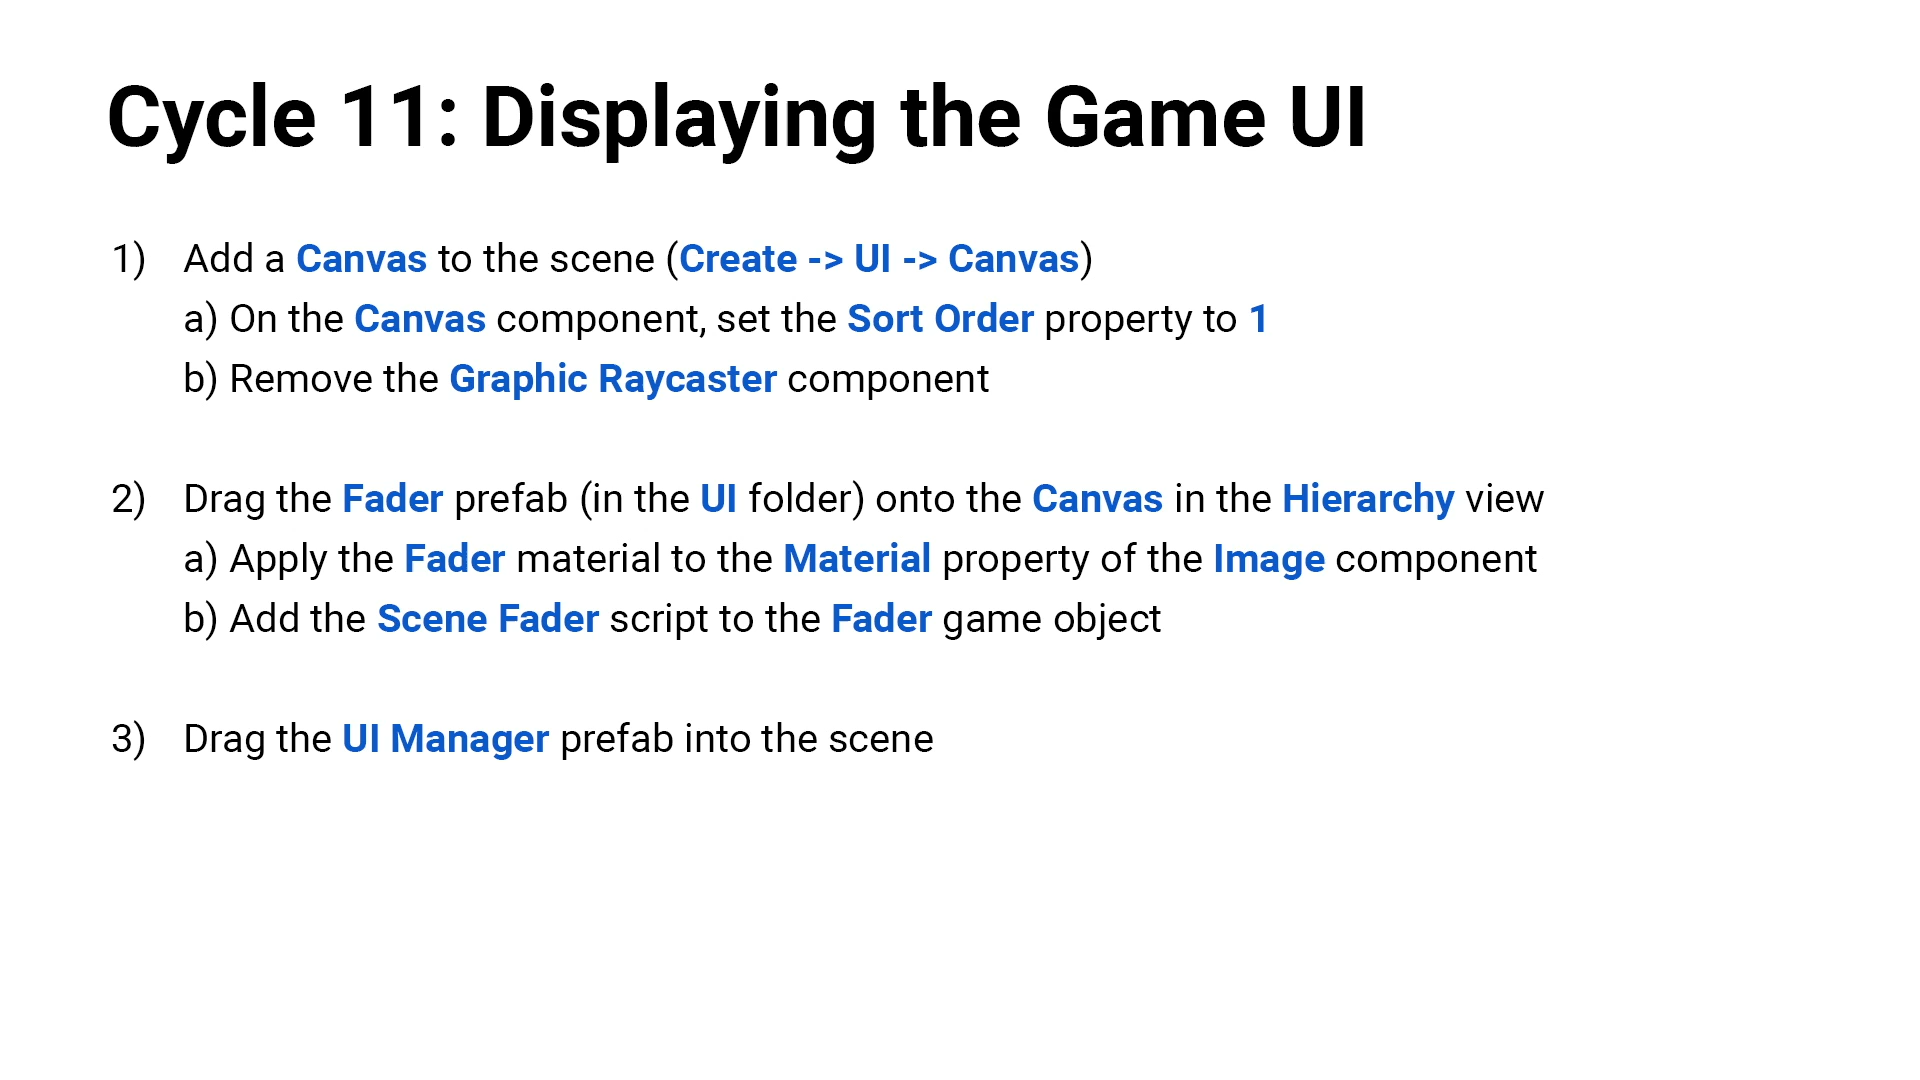 Cycle 11: Displaying the Game UI
1) Add a Canvas to the scene (Create -> UI -> Canvas)
a) On the Canvas component, set the Sort Order property to 1
b) Remove the Graphic Raycaster component
2) Drag the Fader prefab (in the UI folder) onto the Canvas in the Hierarchy view
a) Apply the Fader material to the Material property of the Image component
b) Add the Scene Fader script to the Fader game object
3) Drag the UI Manager prefab into the scene